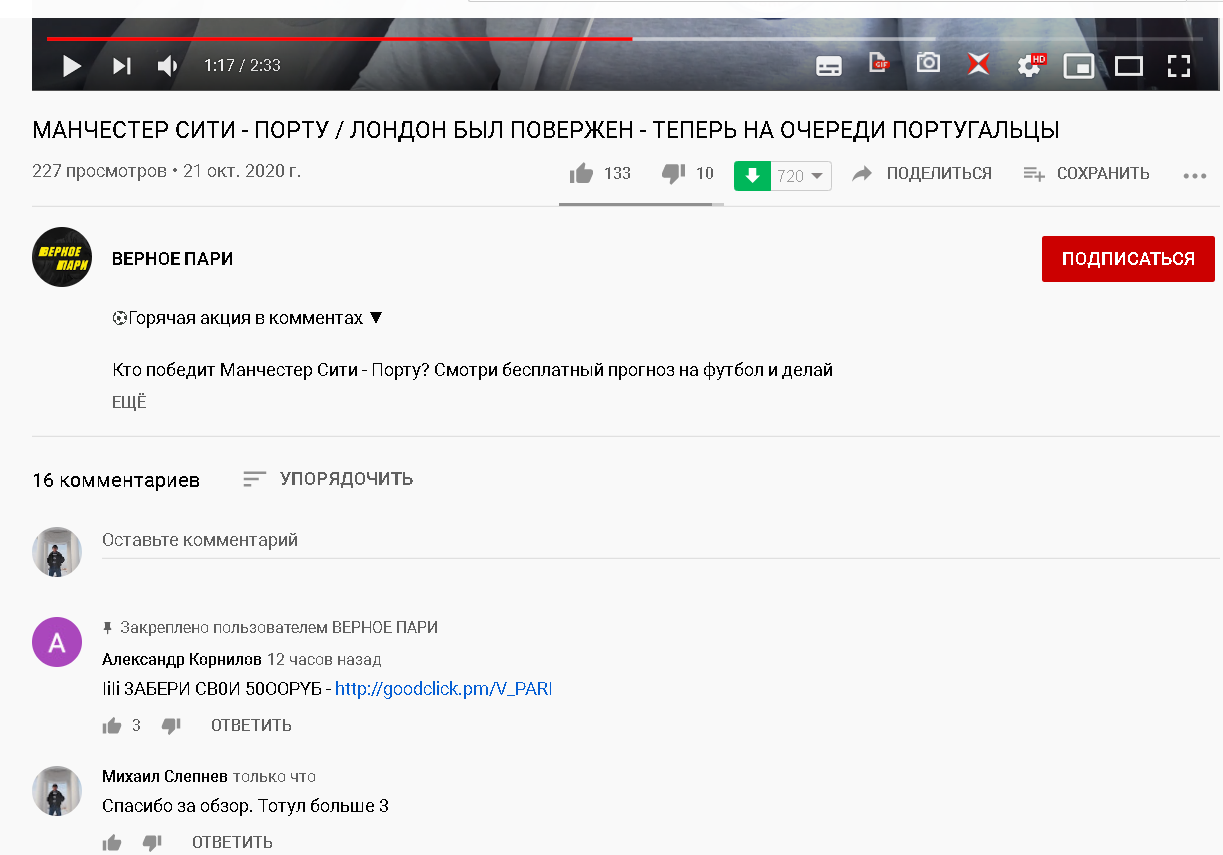 1:17 / 2:33
GIF
HD
МАНЧЕСТЕР СИТИ - ПОРТУ / ЛОНДОН БЫЛ ПОВЕРЖЕН - ТЕПЕРЬ НА ОЧЕРЕДИ ПОРТУГАЛЬЦЫ
227 просмотров • 21 окт. 2020 г.
133
10
720
ПОДЕЛИТЬСЯ
СОХРАНИТЬ
ВЕРНОЕ
ПАРИ
ВЕРНОЕ ПАРИ
ПОДПИСАТЬСЯ
⚽Горячая акция в комментах ▼
Кто победит Манчестер Сити - Порту? Смотри бесплатный прогноз на футбол и делай
ЕЩЁ
16 комментариев
УПОРЯДОЧИТЬ
Оставьте комментарий
А
Закреплено пользователем ВЕРНОЕ ПАРИ
Александр Корнилов 12 часов назад
lili ЗАБЕРИ СВ0И 50OOРYБ - http://goodclick.pm/V_PARI
3
ОТВЕТИТЬ
Михаил Слепнев только что
Спасибо за обзор. Тотул больше 3
ОТВЕТИТЬ